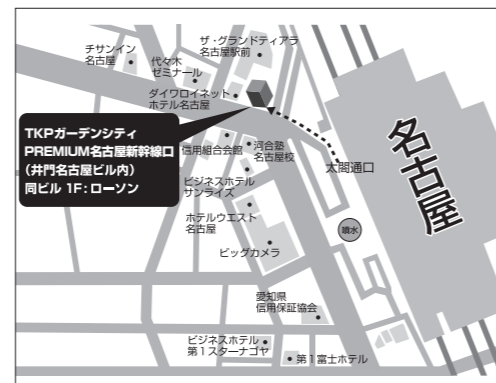 ザ・グランドティアラ
名古屋駅前
チサンイン
名古屋
代々木
ゼミナール
ダイワロイネット
ホテル名古屋
TKPガーデンシティ
PREMIUM名古屋新幹線口
（井門名古屋ビル内）
同ビル 1F：ローソン
信用組合会館
河合塾
名古屋校
太閤通口
名古屋
ビジネスホテル
サンライズ
ホテルウエスト
名古屋
噴水
ビッグカメラ
愛知県
信用保証協会
ビジネスホテル
第1スターナゴヤ
第1富士ホテル